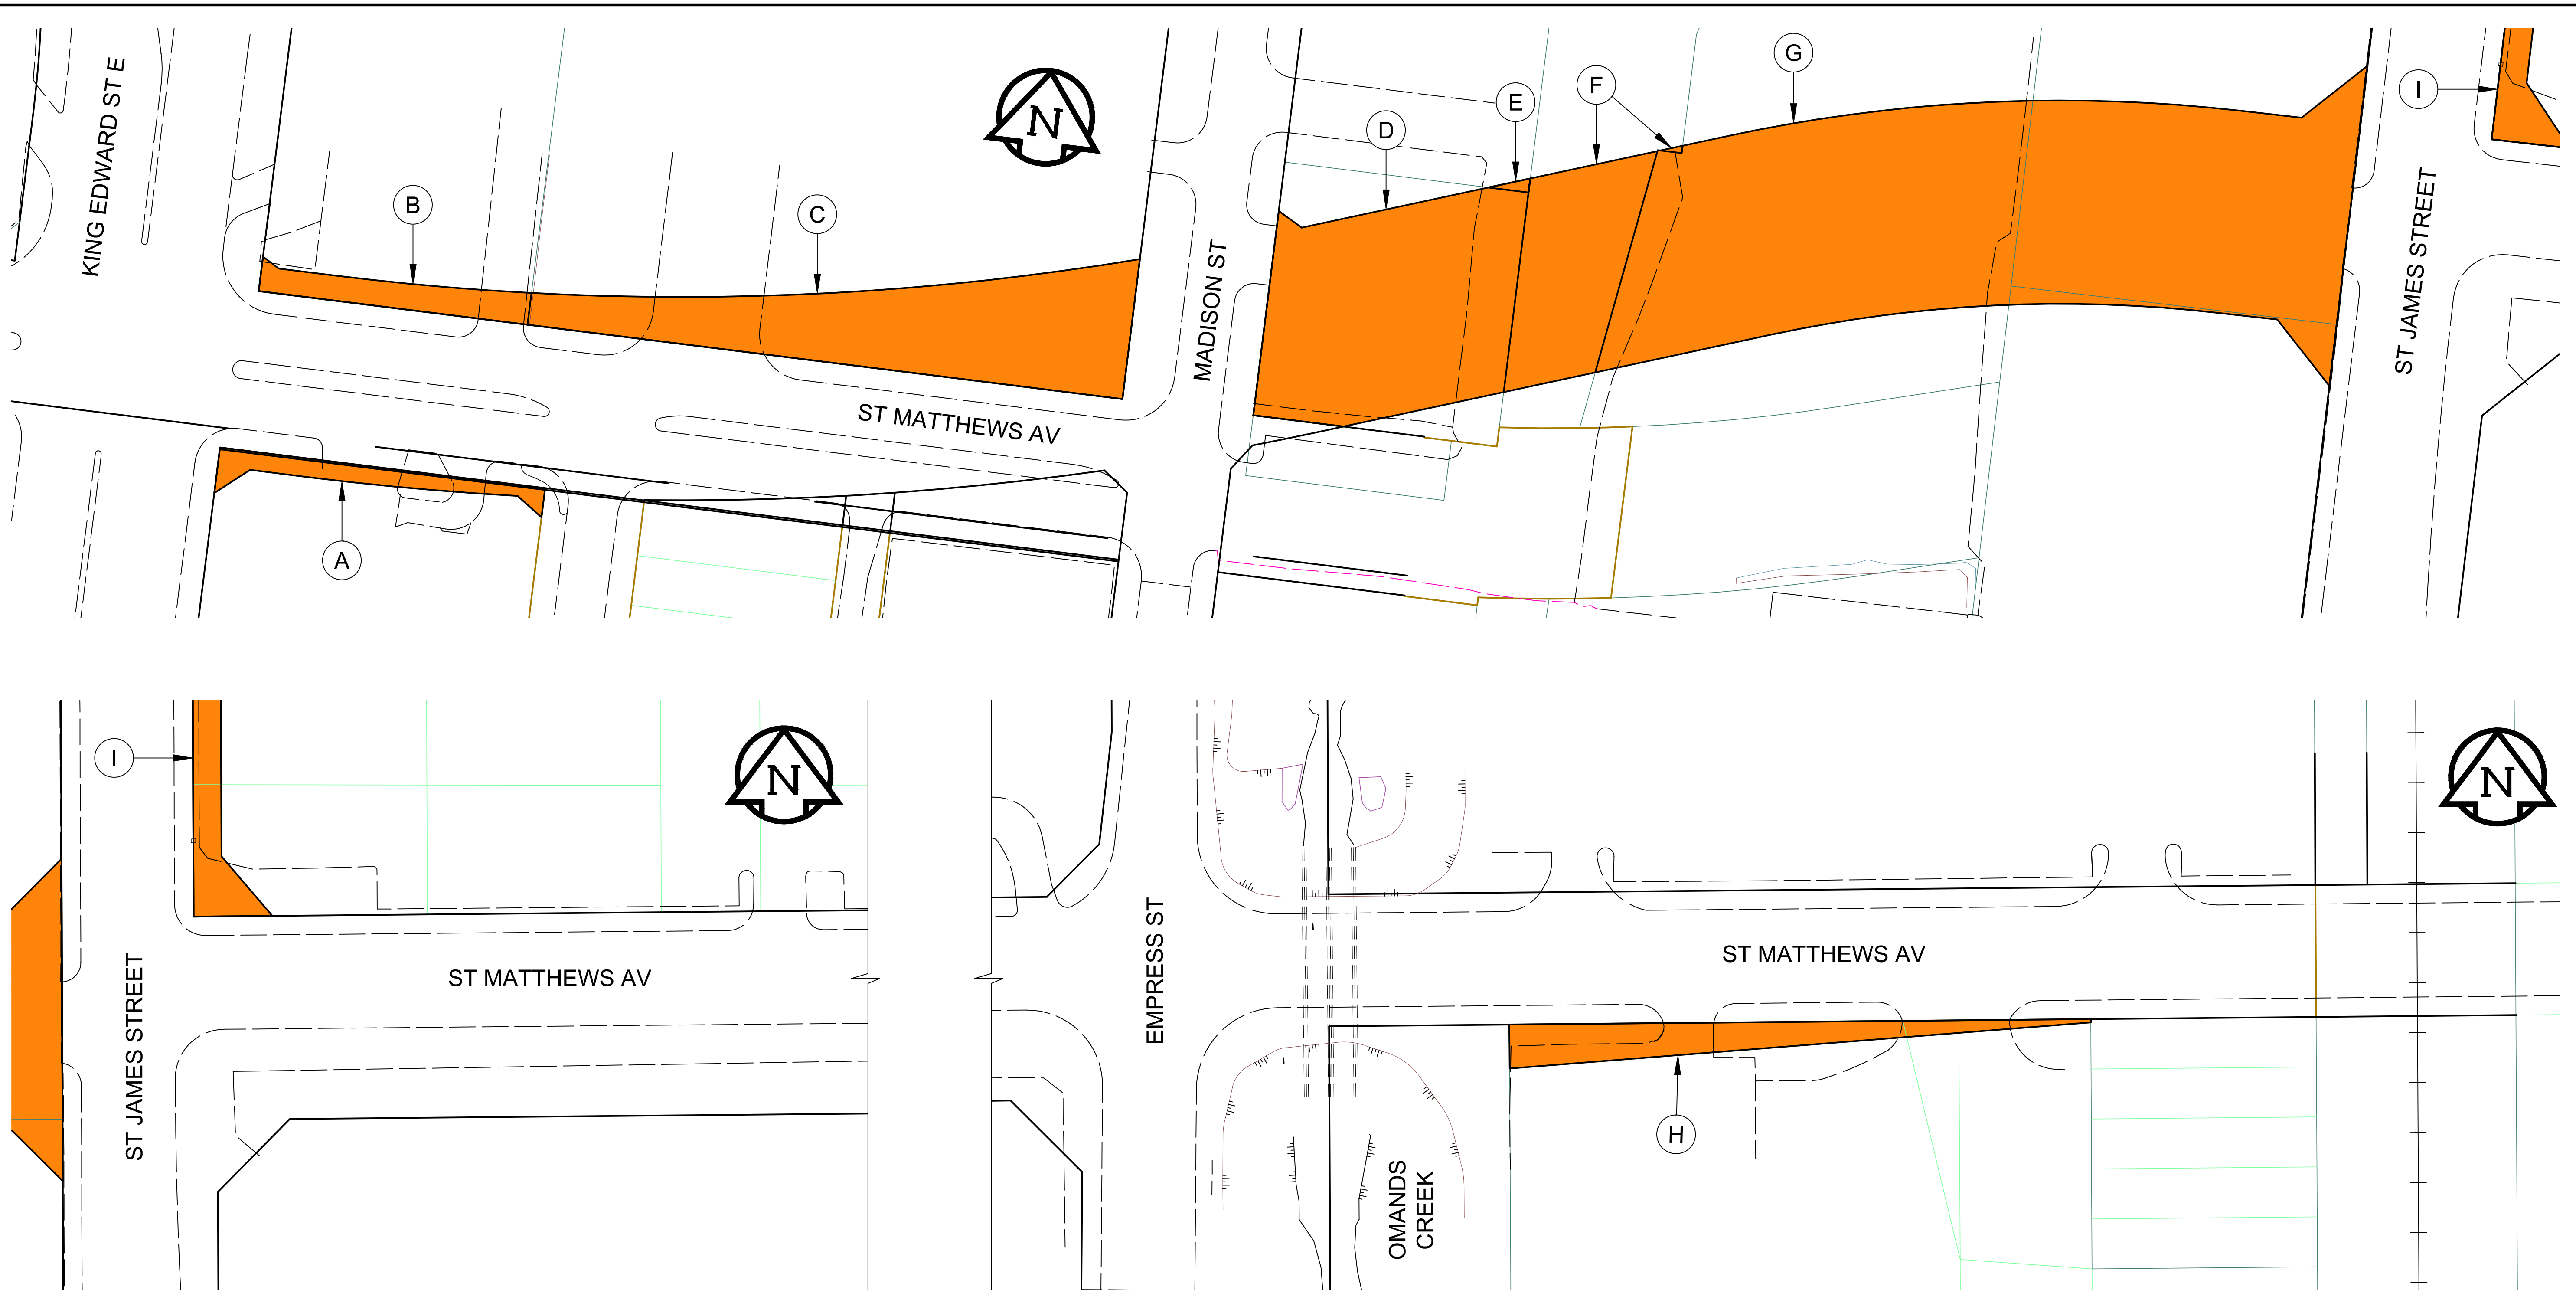 KING EDWARD ST E
B
C
N
MADISON ST
D
E
F
G
I
ST JAMES STREET
ST MATTHEWS AV
A
I
N
N
ST JAMES STREET
ST MATTHEWS AV
EMPRESS ST
ST MATTHEWS AV
H
OMANDS
CREEK